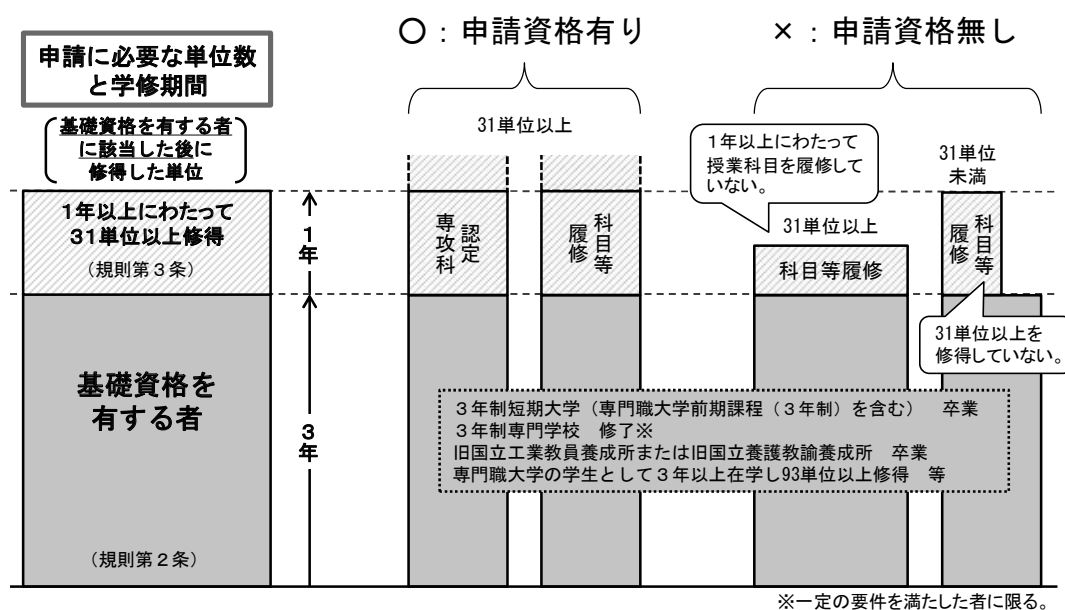 申請に必要な単位数
と学修期間
基礎資格を有する者
に該当した後に
修得した単位
1年以上にわたって
31単位以上修得
(規則第3条)
基礎資格を
有する者
(規則第2条)
1年
3年
○:申請資格有り
31単位以上
認定
専攻科
科目等
履修
×:申請資格無し
1年以上にわたって
授業科目を履修して
いない。
31単位以上
科目等履修
31単位
未満
科目等
履修
31単位以上を
修得していない。
3年制短期大学(専門職大学前期課程(3年制)を含む) 卒業
3年制専門学校 修了※
旧国立工業教員養成所または旧国立養護教諭養成所 卒業
専門職大学の学生として3年以上在学し93単位以上修得 等
※一定の要件を満たした者に限る。